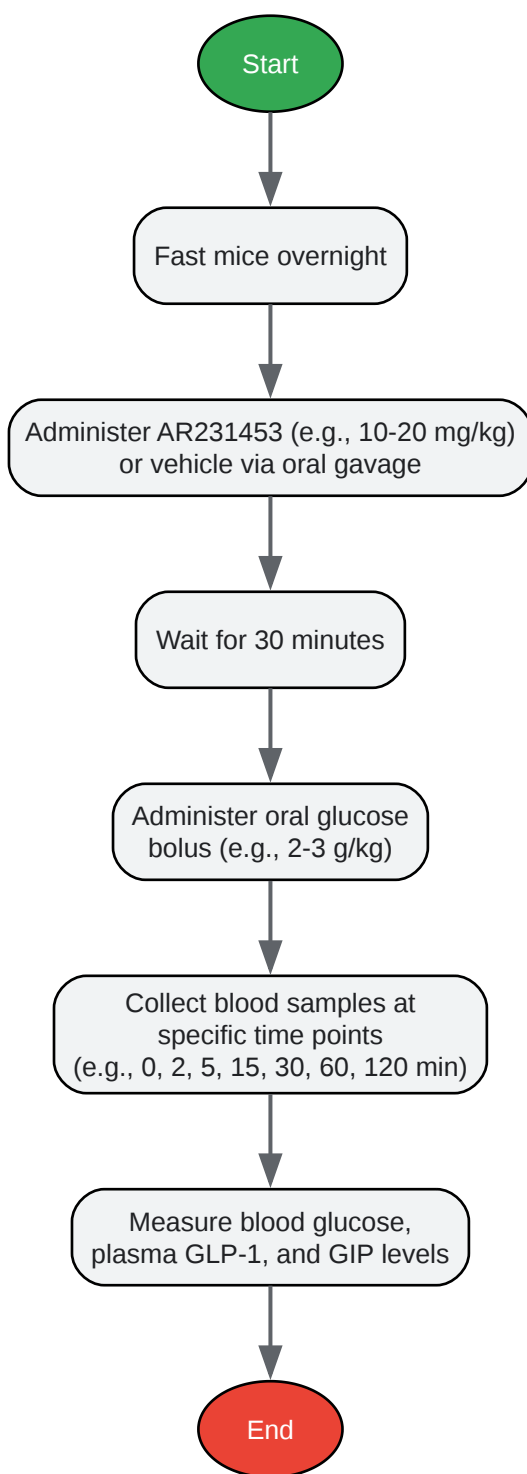 Start
Fast mice overnight
Administer AR231453 (e.g., 10-20 mg/kg)
or vehicle via oral gavage
Wait for 30 minutes
Administer oral glucose
bolus (e.g., 2-3 g/kg)
Collect blood samples at
specific time points
(e.g., 0, 2, 5, 15, 30, 60, 120 min)
Measure blood glucose,
plasma GLP-1, and GIP levels
End